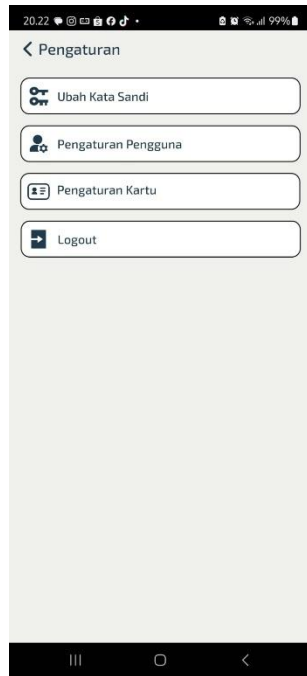 20.22 99%
Pengaturan
Ubah Kata Sandi
Pengaturan Pengguna
Pengaturan Kartu
Logout